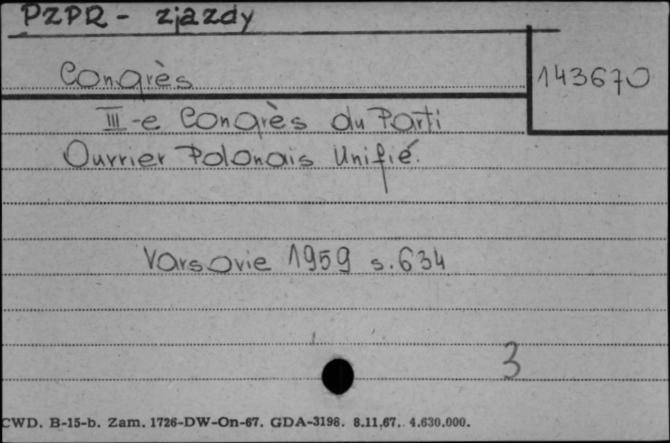 PZPR - zjazdy
Congrès
143670
III-e Congrès du Parti
Ouvrier Polonais Unifié.
Varsovie 1959 s. 634
3
CWD. B-15-b. Zam. 1726-DW-On-67. GDA-3198. 8.11.67. 4.630.000.